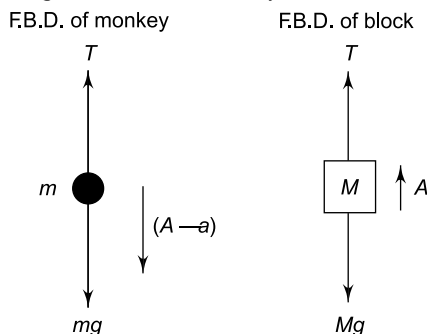 F.B.D. of monkey
F.B.D. of block
T
T
m
M
A
(A — a)
mg
Mg